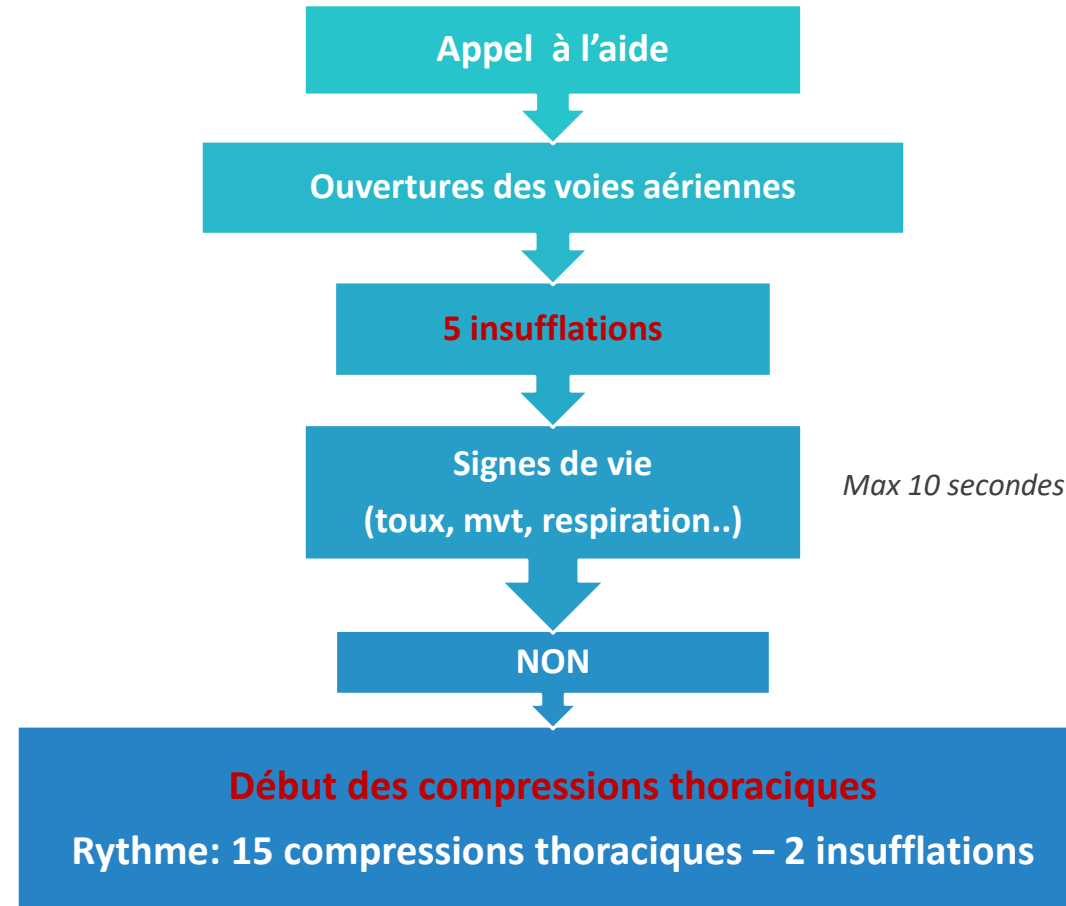 Appel à l’aide
Ouvertures des voies aériennes
5 insufflations
Signes de vie
(toux, mvt, respiration..)
Max 10 secondes
NON
Début des compressions thoraciques
Rythme: 15 compressions thoraciques – 2 insufflations